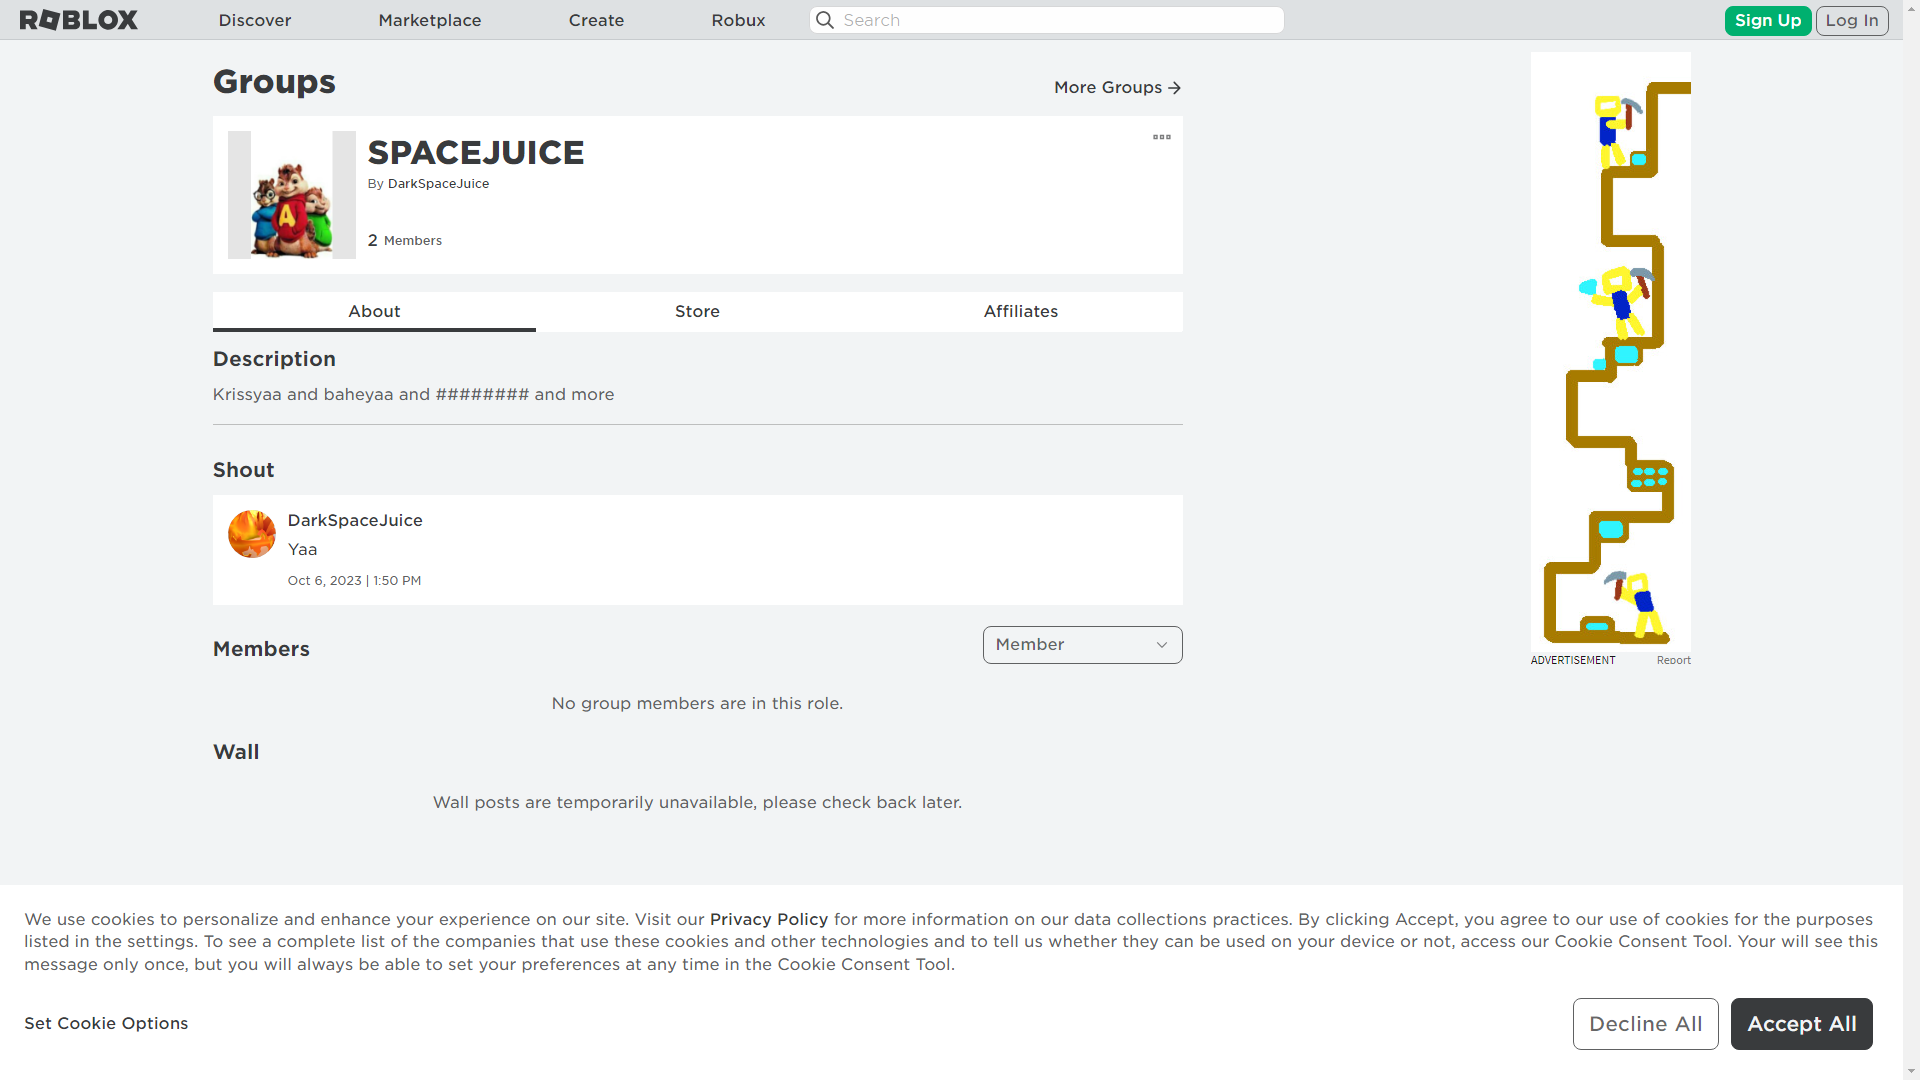 ROBLOX
Discover
Marketplace
Create
Robux
Search
Sign Up
Log In
Groups
More Groups
SPACEJUICE
By DarkSpaceJuice
2 Members
About
Store
Affiliates
Description
Krissyaa and baheyaa and ######## and more
Shout
DarkSpaceJuice
Yaa
Oct 6, 2023 | 1:50 PM
Members
Member
No group members are in this role.
Wall
Wall posts are temporarily unavailable, please check back later.
ADVERTISEMENT
Report
We use cookies to personalize and enhance your experience on our site. Visit our Privacy Policy for more information on our data collections practices. By clicking Accept, you agree to our use of cookies for the purposes
listed in the settings. To see a complete list of the companies that use these cookies and other technologies and to tell us whether they can be used on your device or not, access our Cookie Consent Tool. Your will see this
message only once, but you will always be able to set your preferences at any time in the Cookie Consent Tool.
Set Cookie Options
Decline All
Accept All